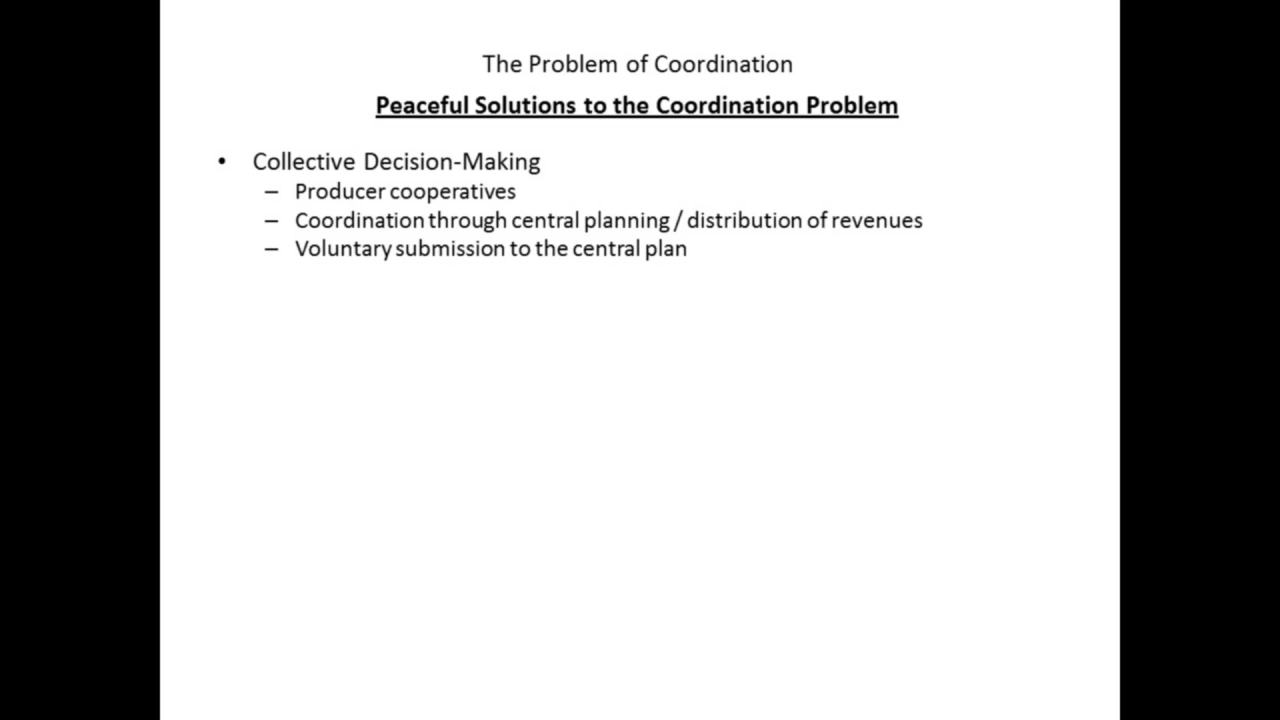 The Problem of Coordination
Peaceful Solutions to the Coordination Problem
• Collective Decision-Making
– Producer cooperatives
– Coordination through central planning / distribution of revenues
– Voluntary submission to the central plan